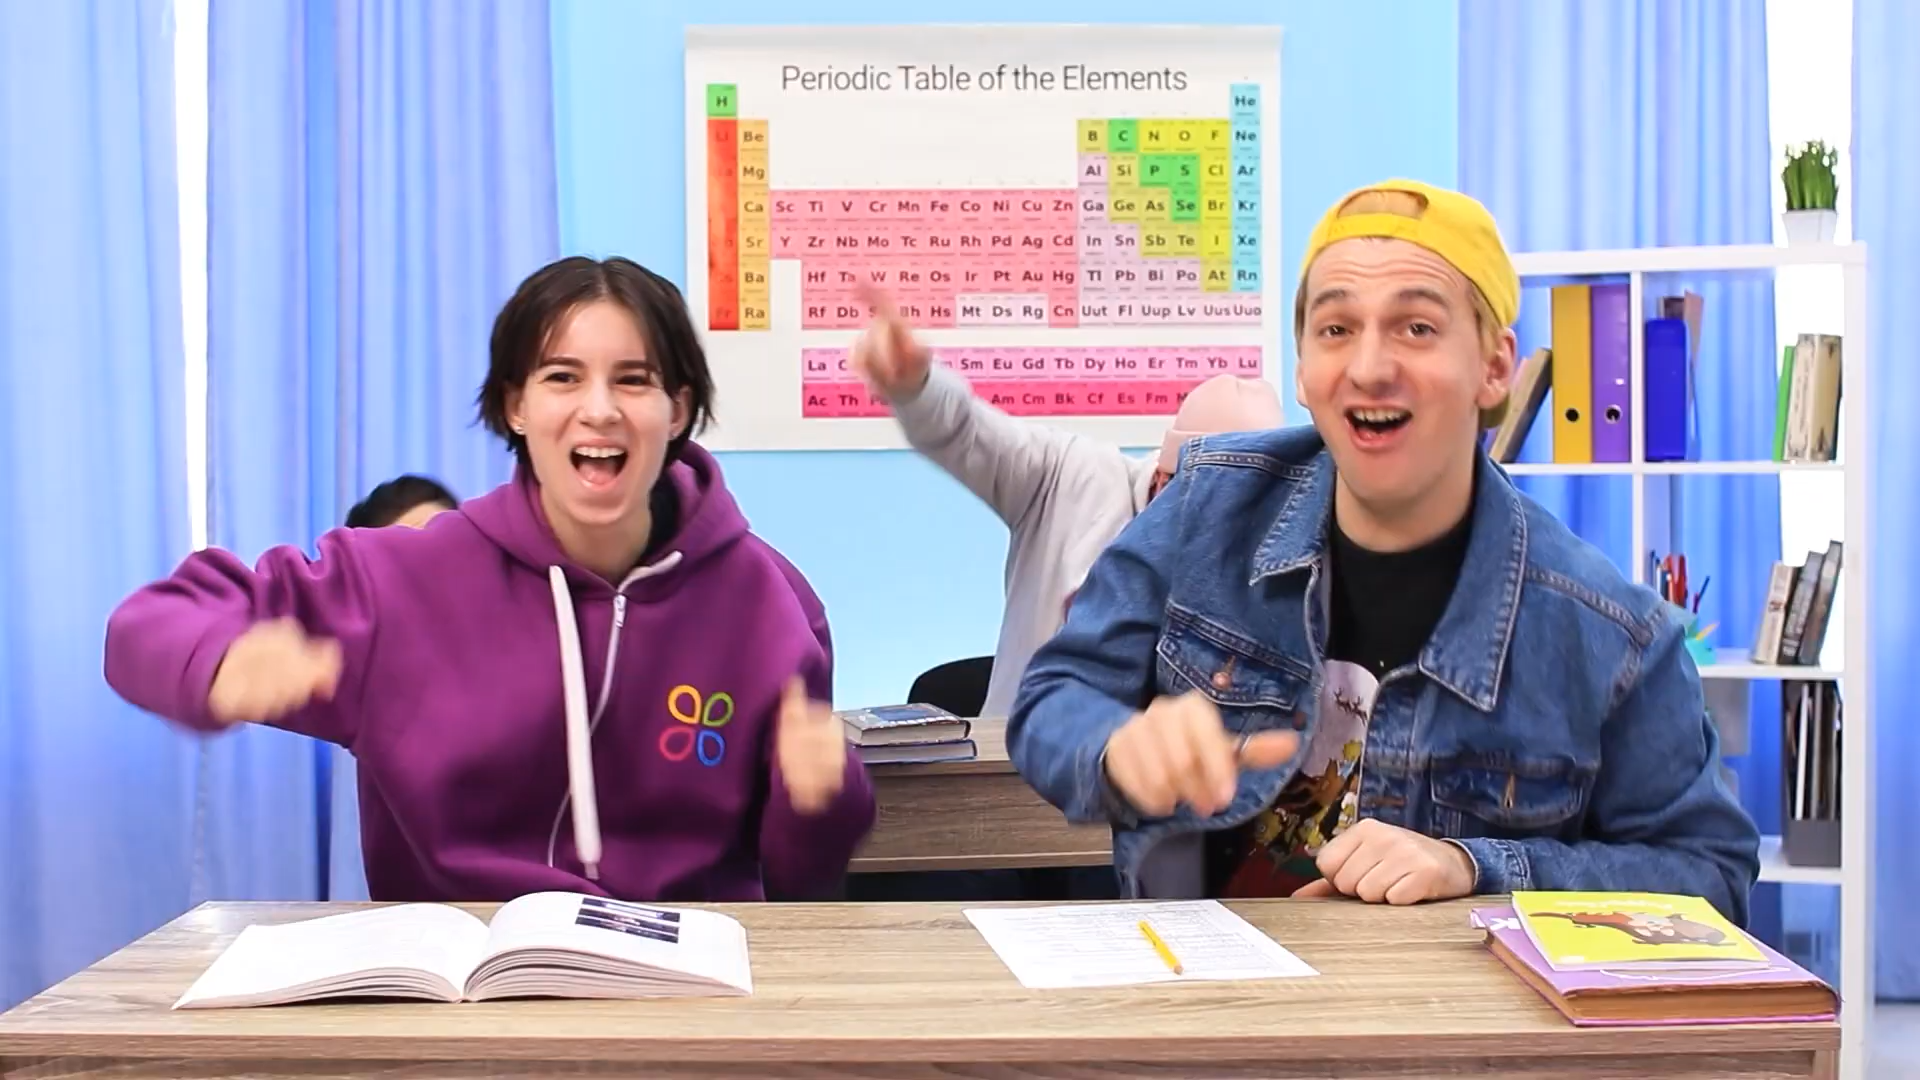 Periodic Table of the Elements
H He
Be B C N O F Ne
Mg Al Si P S Cl Ar
Ca Sc Ti V Cr Mn Fe Co Ni Cu Zn Ga Ge As Se Br Kr
Sr Y Zr Nb Mo Tc Ru Rh Pd Ag Cd In Sn Sb Te I Xe
Ba Hf Ta W Re Os Ir Pt Au Hg Tl Pb Bi Po At Rn
Fr Ra Rf Db Bh Hs Mt Ds Rg Cn Uut Fl Uup Lv Uus Uuo
La Sm Eu Gd Tb Dy Ho Er Tm Yb Lu
Ac Th Am Cm Bk Cf Es Fm